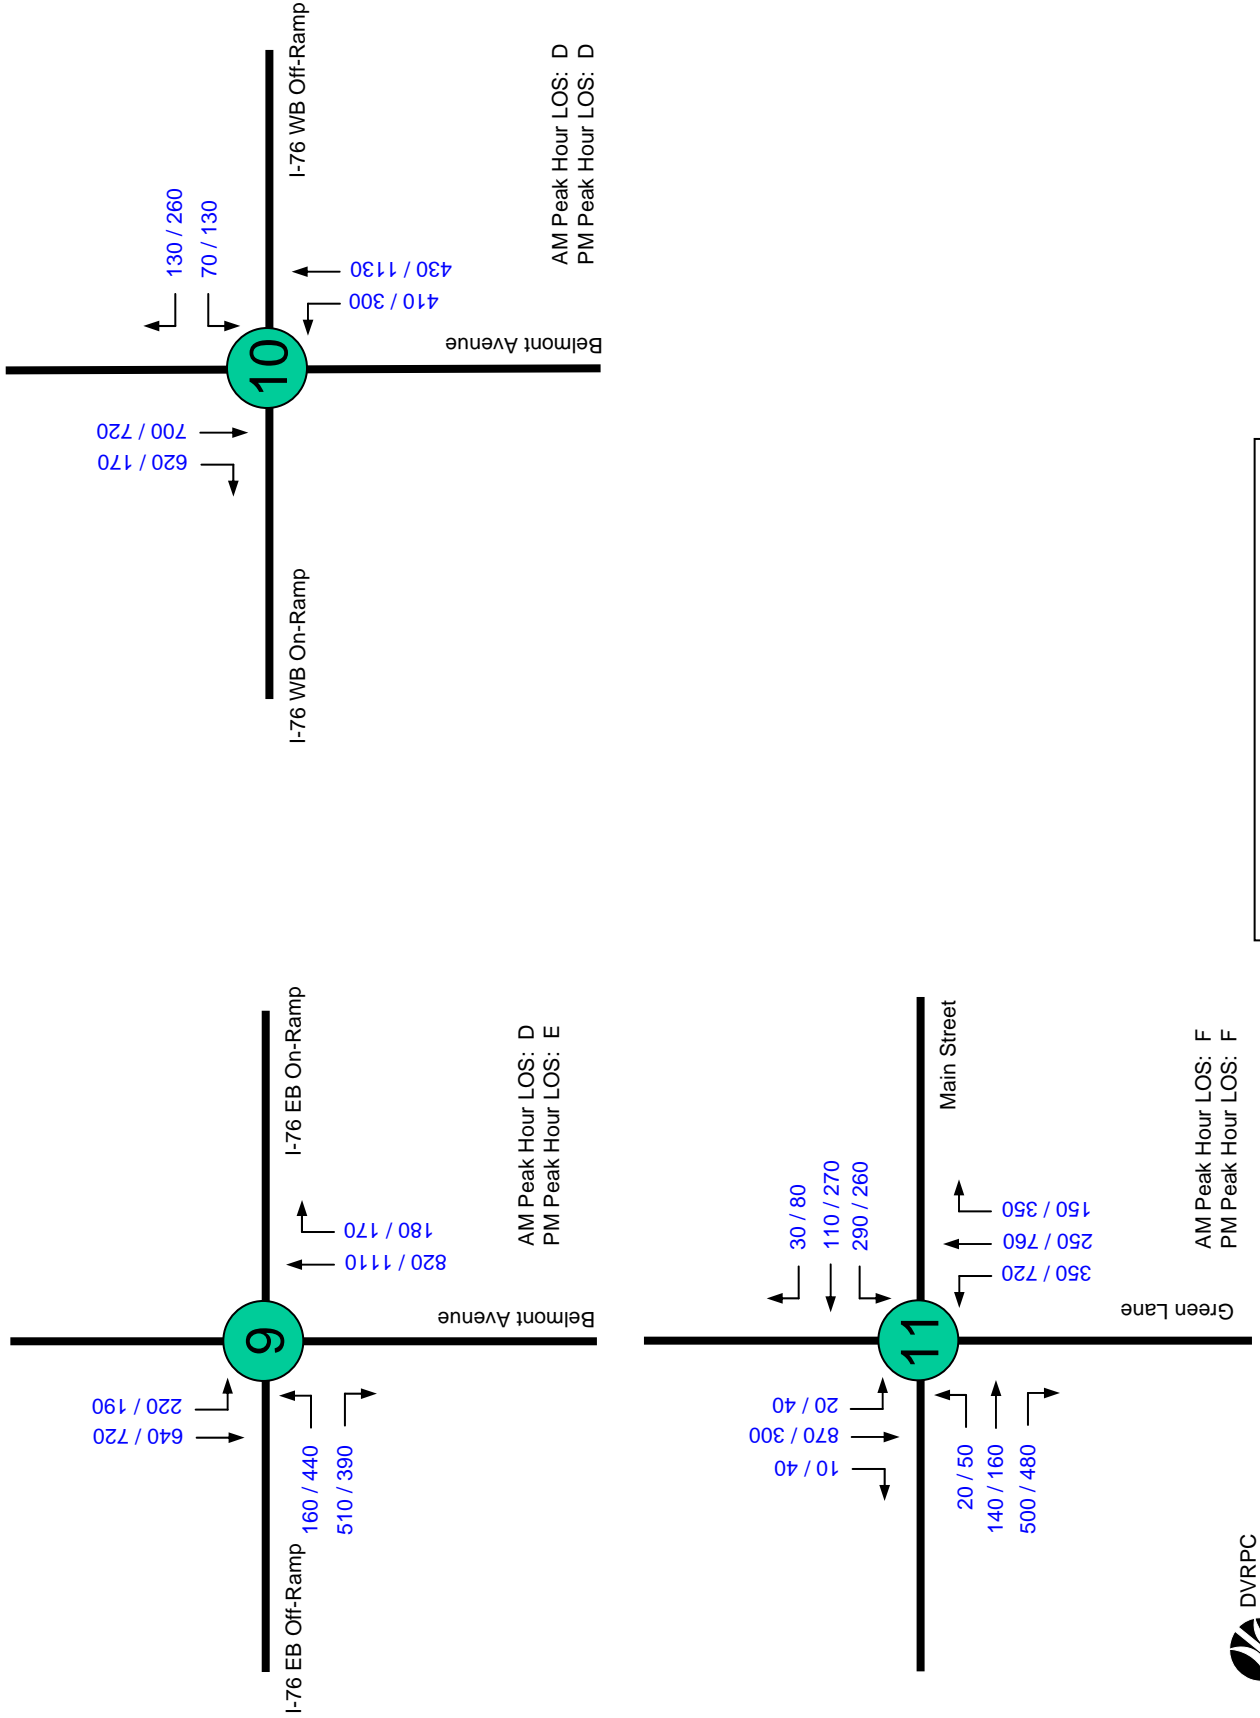 9
I-76 EB Off-Ramp
I-76 EB On-Ramp
Belmont Avenue
640 / 720
220 / 190
160 / 440
510 / 390
820 / 1110
180 / 170
AM Peak Hour LOS: D
PM Peak Hour LOS: E
10
I-76 WB On-Ramp
I-76 WB Off-Ramp
Belmont Avenue
620 / 170
700 / 720
130 / 260
70 / 130
410 / 300
430 / 1130
AM Peak Hour LOS: D
PM Peak Hour LOS: D
11
Main Street
Green Lane
10 / 40
870 / 300
20 / 40
30 / 80
110 / 270
290 / 260
20 / 50
140 / 160
500 / 480
350 / 720
250 / 760
150 / 350
AM Peak Hour LOS: F
PM Peak Hour LOS: F
DVRPC